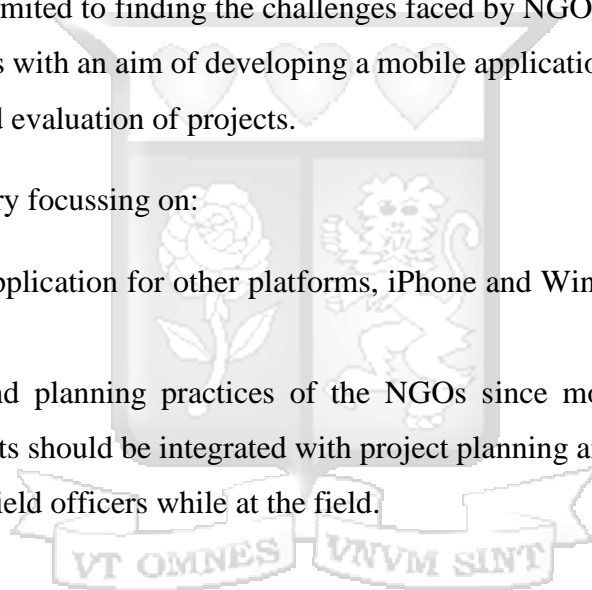 mited to finding the challenges faced by NGO
s with an aim of developing a mobile applicatio
l evaluation of projects.
ry focussing on:
pplication for other platforms, iPhone and Win
nd planning practices of the NGOs since mo
ts should be integrated with project planning a
ield officers while at the field.
VT OMNES VNVM SINT